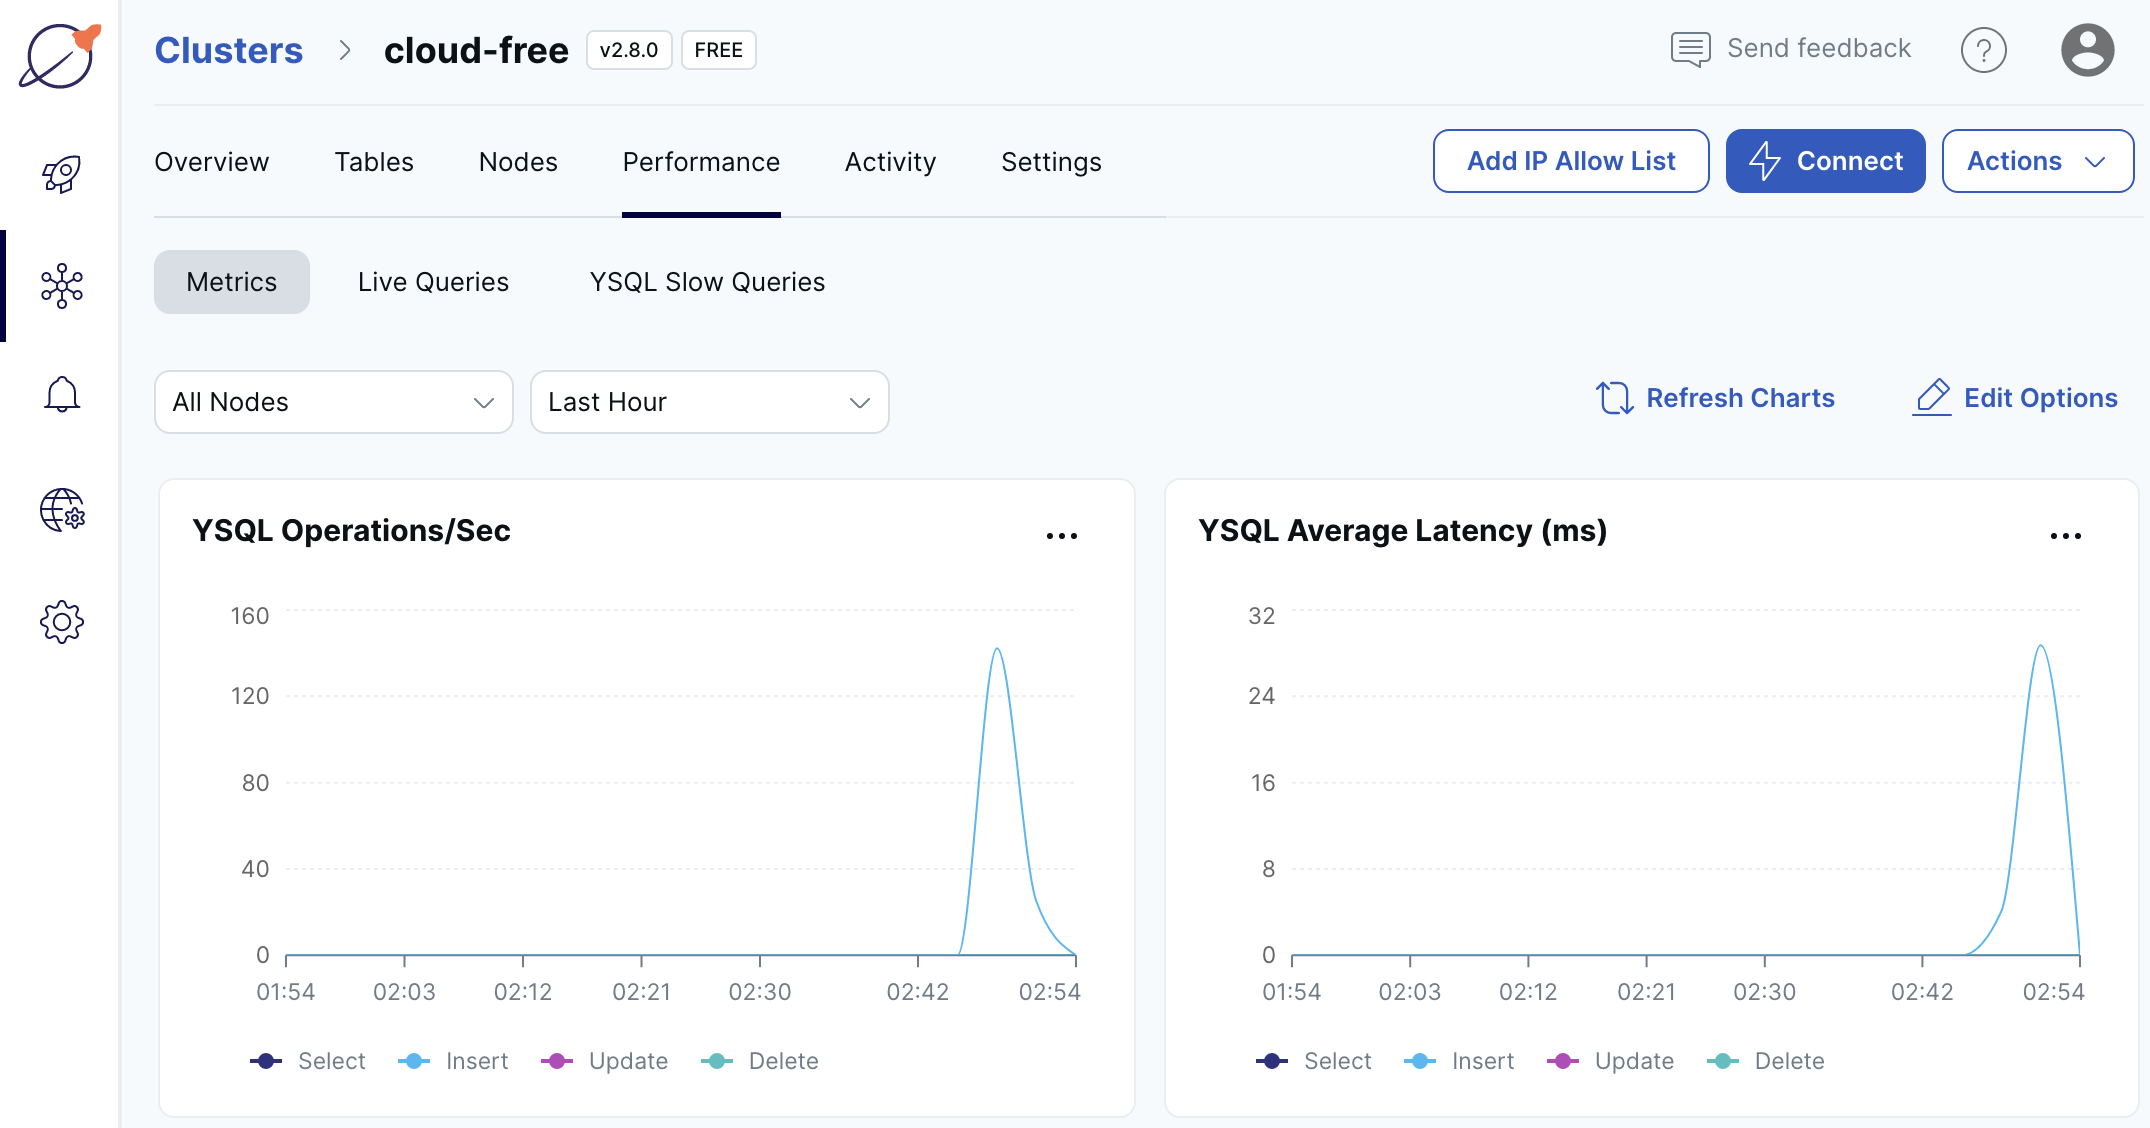 Clusters > cloud-free v2.8.0 FREE Send feedback ?
Overview Tables Nodes Performance Activity Settings Add IP Allow List Connect Actions
Metrics Live Queries YSQL Slow Queries
All Nodes Last Hour Refresh Charts Edit Options
YSQL Operations/Sec ...
160
120
80
40
0
01:54 02:03 02:12 02:21 02:30 02:42 02:54
Select Insert Update Delete
YSQL Average Latency (ms) ...
32
24
16
8
0
01:54 02:03 02:12 02:21 02:30 02:42 02:54
Select Insert Update Delete